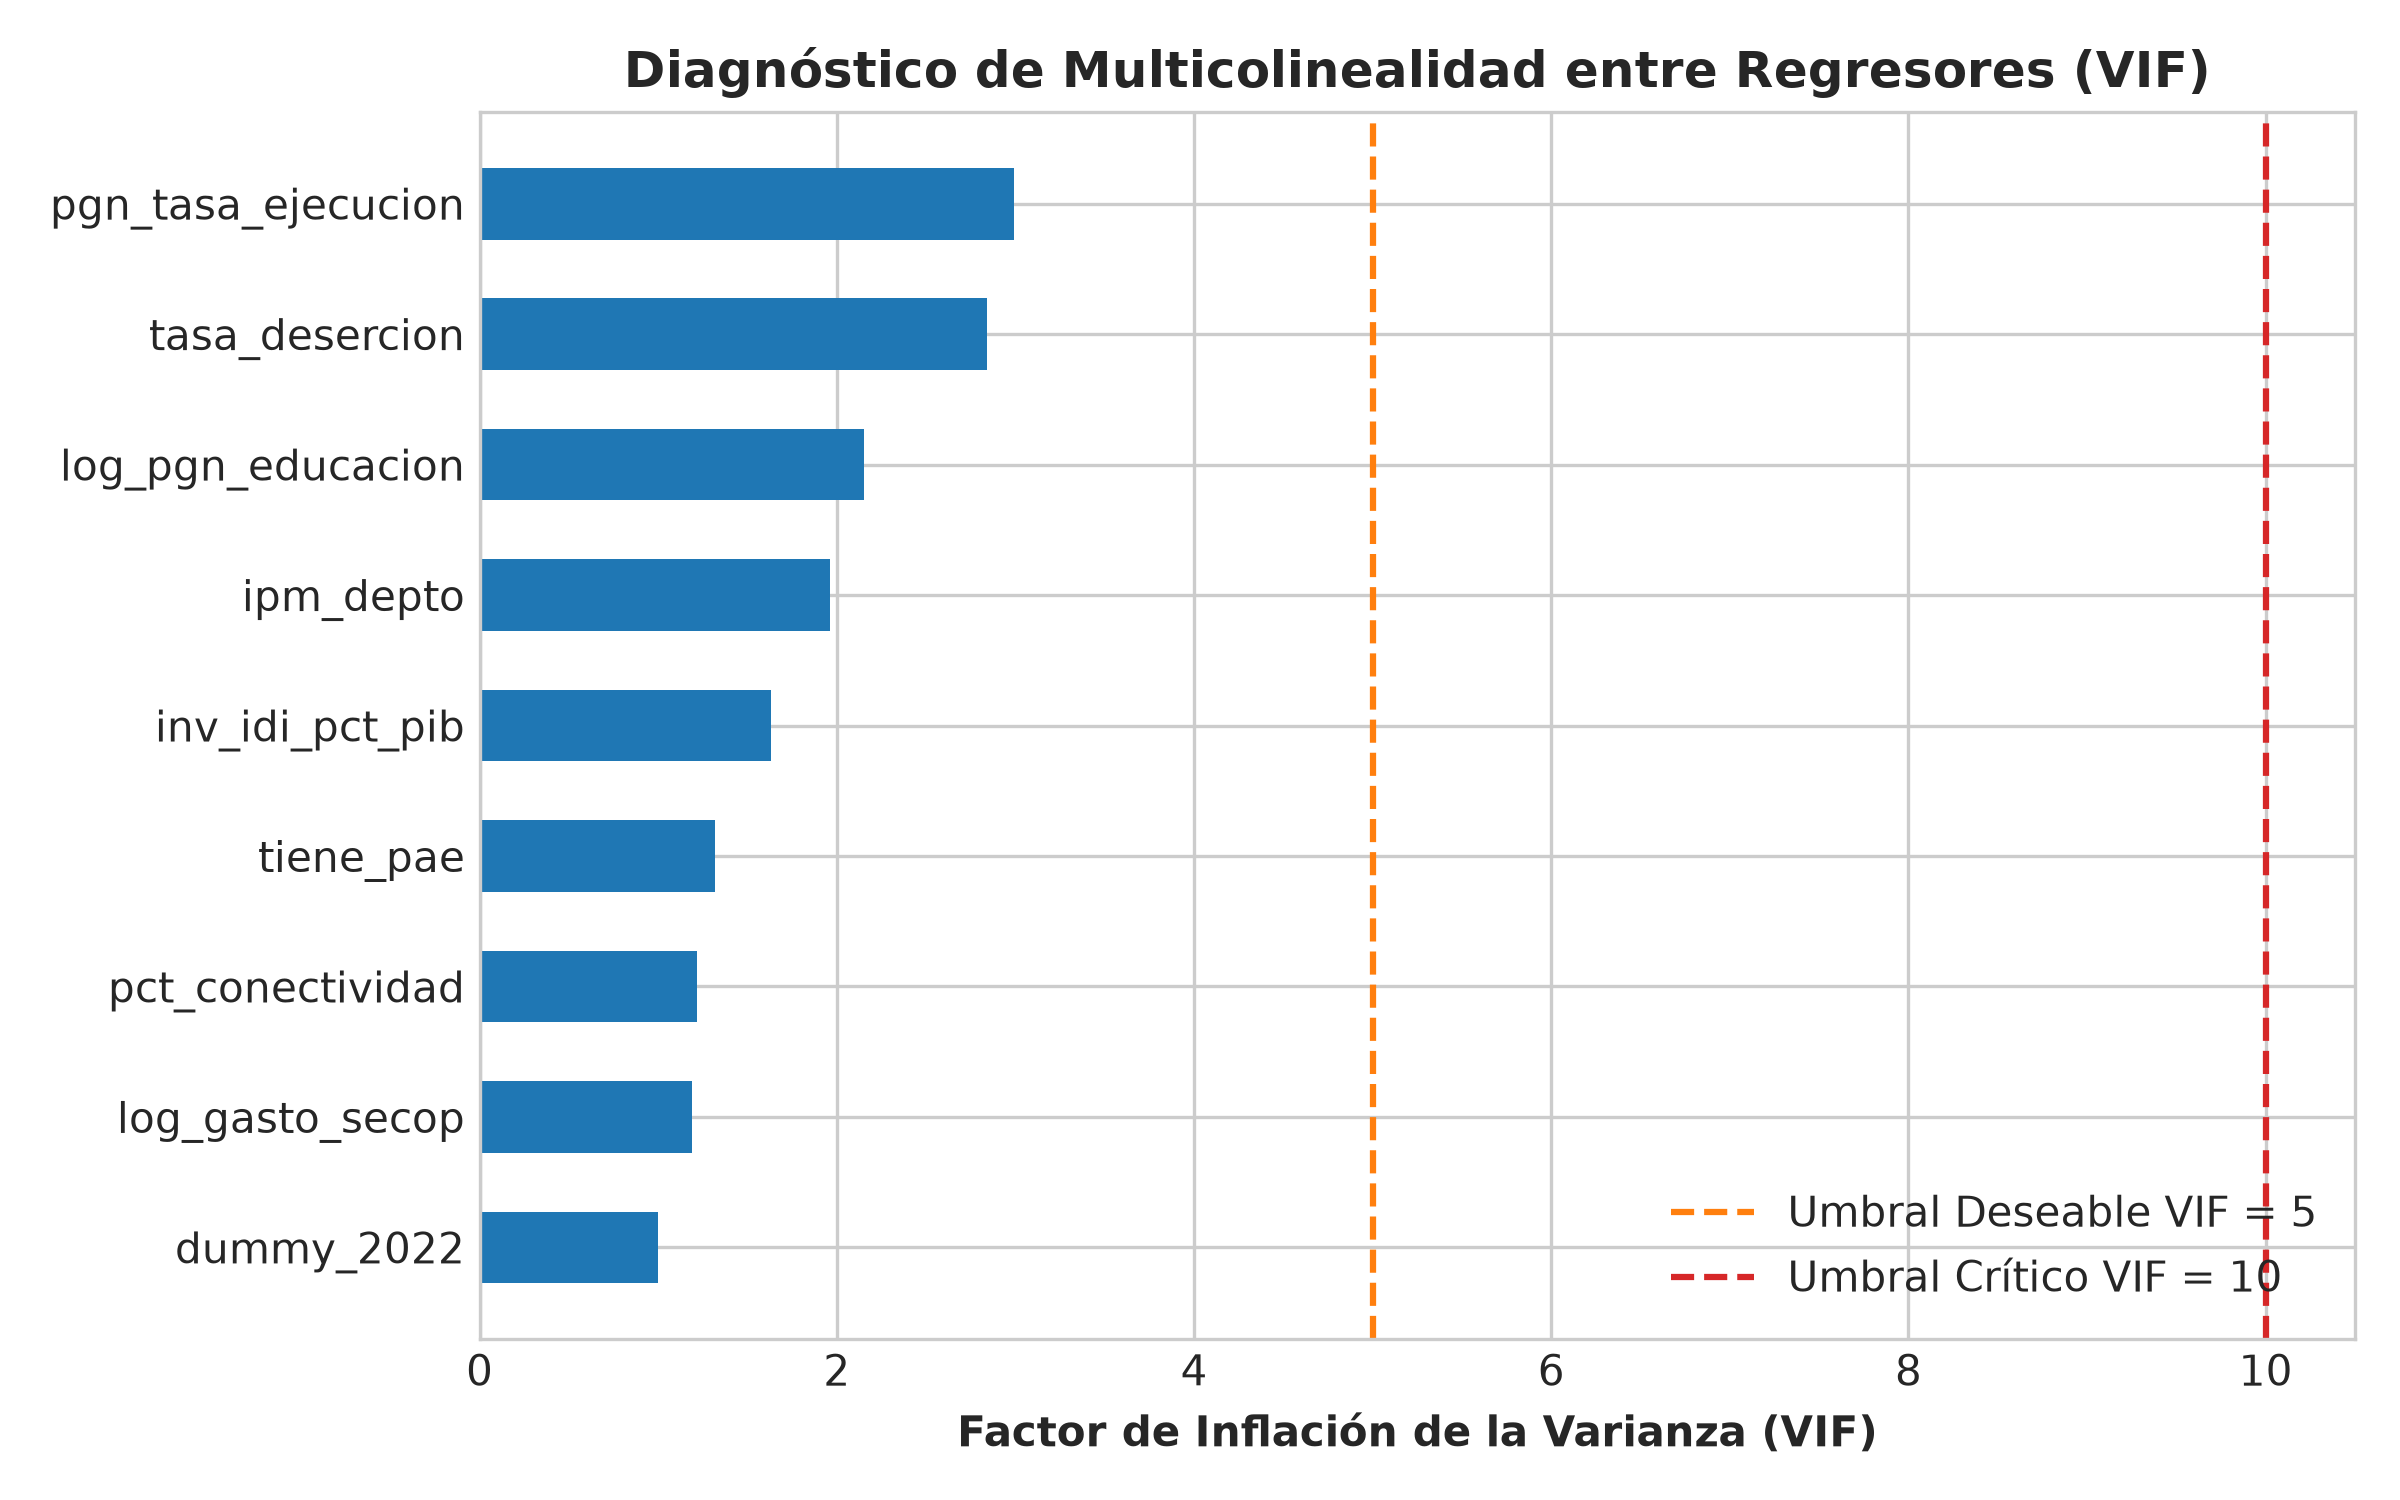 Diagnóstico de Multicolinealidad entre Regresores (VIF)
pgn_tasa_ejecucion
tasa_desercion
log_pgn_educacion
ipm_depto
inv_idi_pct_pib
tiene_pae
pct_conectividad
log_gasto_secop
dummy_2022
Umbral Deseable VIF = 5
Umbral Crítico VIF = 10
0 2 4 6 8 10
Factor de Inflación de la Varianza (VIF)